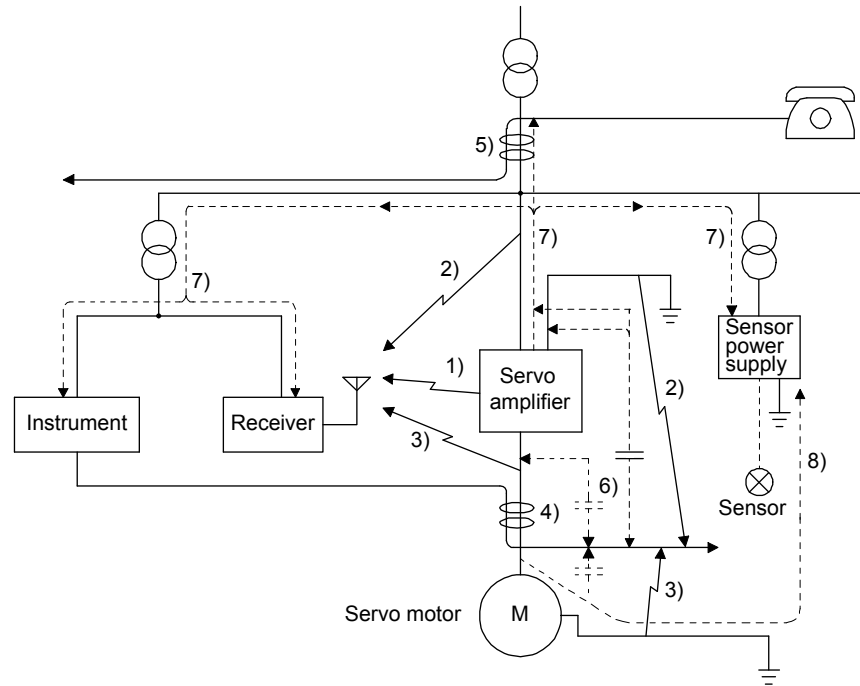 5)
7)
7)
2)
7)
Sensor
power
supply
1)
Servo
amplifier
2)
Instrument
Receiver
3)
8)
6)
4)
Sensor
3)
Servo motor
M